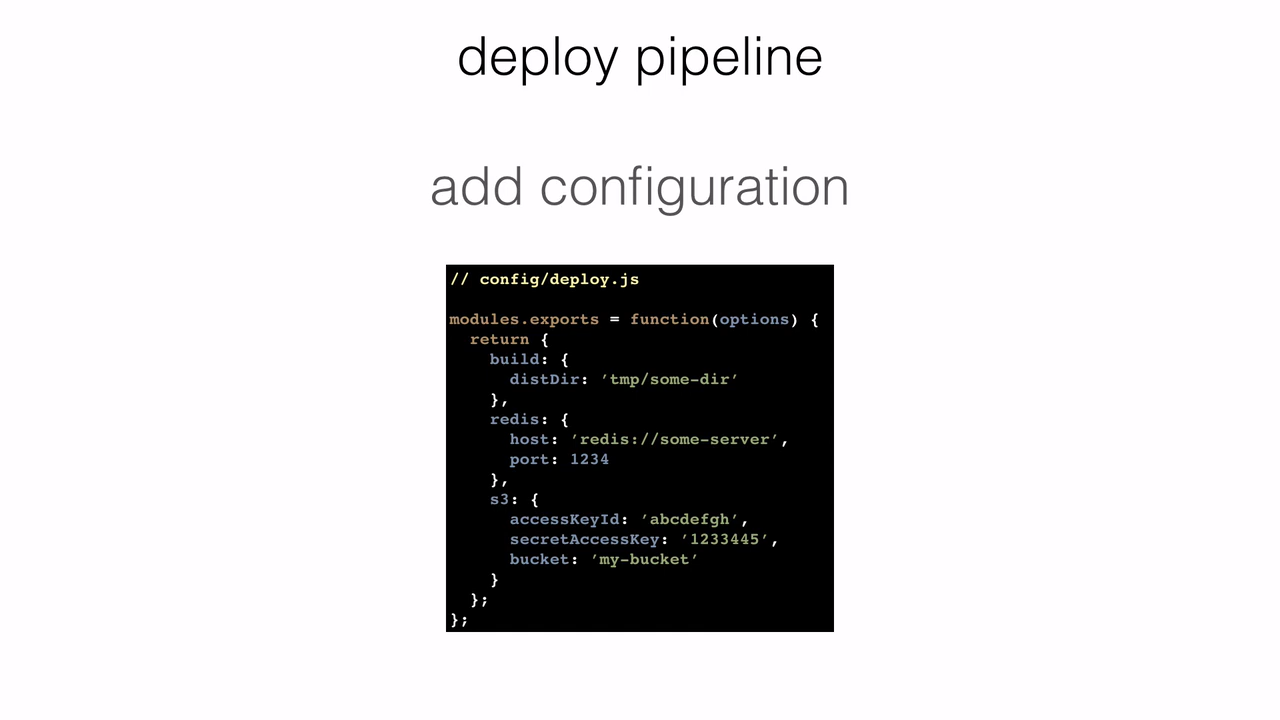 deploy pipeline
add configuration
// config/deploy.js
modules.exports = function(options) {
  return {
    build: {
      distDir: ’tmp/some-dir’
    },
    redis: {
      host: ’redis://some-server’,
      port: 1234
    },
    s3: {
      accessKeyId: ’abcdefgh’,
      secretAccessKey: ’1233445’,
      bucket: ’my-bucket’
    }
  };
};